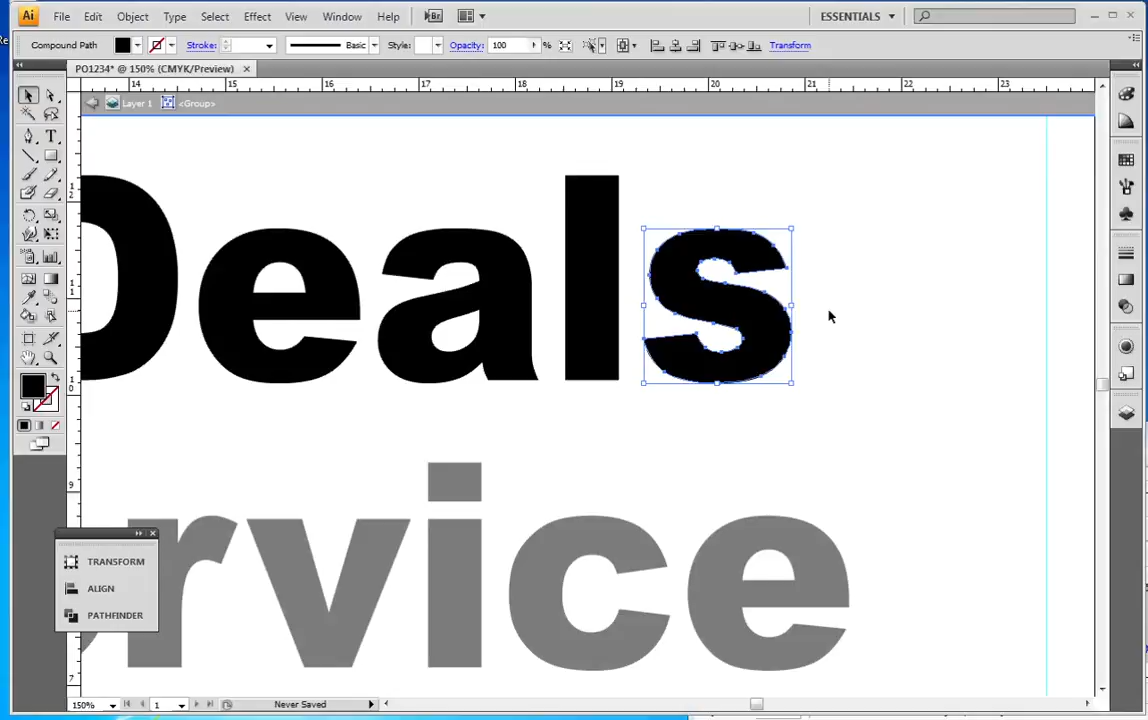 Ai File Edit Object Type Select Effect View Window Help Br ESSENTIALS
Compound Path Stroke: Basic Style: Opacity: 100 % Transform
PO1234* @ 150% (CMYK/Preview) ×
14 15 16 17 18 19 20 21 22 23
Layer 1 <Group>
Deals
rvice
TRANSFORM
ALIGN
PATHFINDER
150% 1 Never Saved